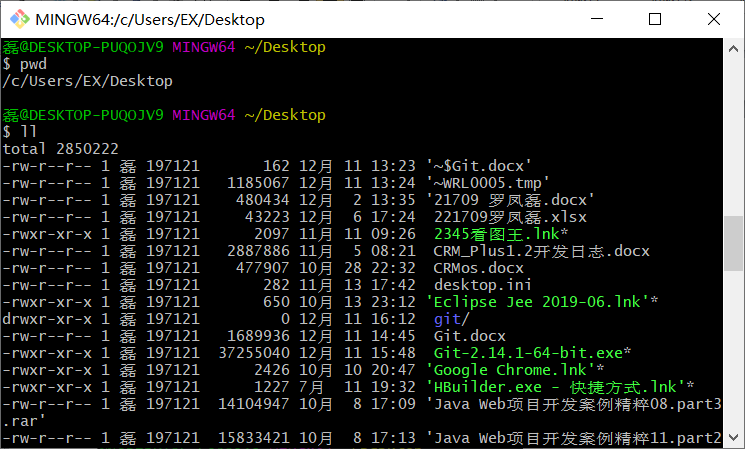 MINGW64:/c/Users/EX/Desktop
磊@DESKTOP-PUQOJV9 MINGW64 ~/Desktop
$ pwd
/c/Users/EX/Desktop
磊@DESKTOP-PUQOJV9 MINGW64 ~/Desktop
$ ll
total 2850222
-rw-r--r-- 1 磊 197121      162 12月 11 13:23 '~$Git.docx'
-rw-r--r-- 1 磊 197121  1185067 12月 11 13:24 '~WRL0005.tmp'
-rw-r--r-- 1 磊 197121   480434 12月  2 13:35 '21709 罗凤磊.docx'
-rw-r--r-- 1 磊 197121    43223 12月  6 17:24  221709罗凤磊.xlsx
-rwxr-xr-x 1 磊 197121     2097 11月 11 09:26  2345看图王.lnk*
-rw-r--r-- 1 磊 197121  2887886 11月  5 08:21  CRM_Plus1.2开发日志.docx
-rw-r--r-- 1 磊 197121   477907 10月 28 22:32  CRMos.docx
-rw-r--r-- 1 磊 197121      282 11月 13 17:42  desktop.ini
-rwxr-xr-x 1 磊 197121      650 10月 13 23:12 'Eclipse Jee 2019-06.lnk'*
drwxr-xr-x 1 磊 197121        0 12月 11 16:12  git/
-rw-r--r-- 1 磊 197121  1689936 12月 11 14:45  Git.docx
-rwxr-xr-x 1 磊 197121 37255040 12月 11 15:48  Git-2.14.1-64-bit.exe*
-rwxr-xr-x 1 磊 197121     2426 10月 10 20:47 'Google Chrome.lnk'*
-rwxr-xr-x 1 磊 197121     1227 7月  11 19:32 'HBuilder.exe - 快捷方式.lnk'*
-rw-r--r-- 1 磊 197121 14104947 10月  8 17:09 'Java Web项目开发案例精粹08.part3
.rar'
-rw-r--r-- 1 磊 197121 15833421 10月  8 17:13 'Java Web项目开发案例精粹11.part2